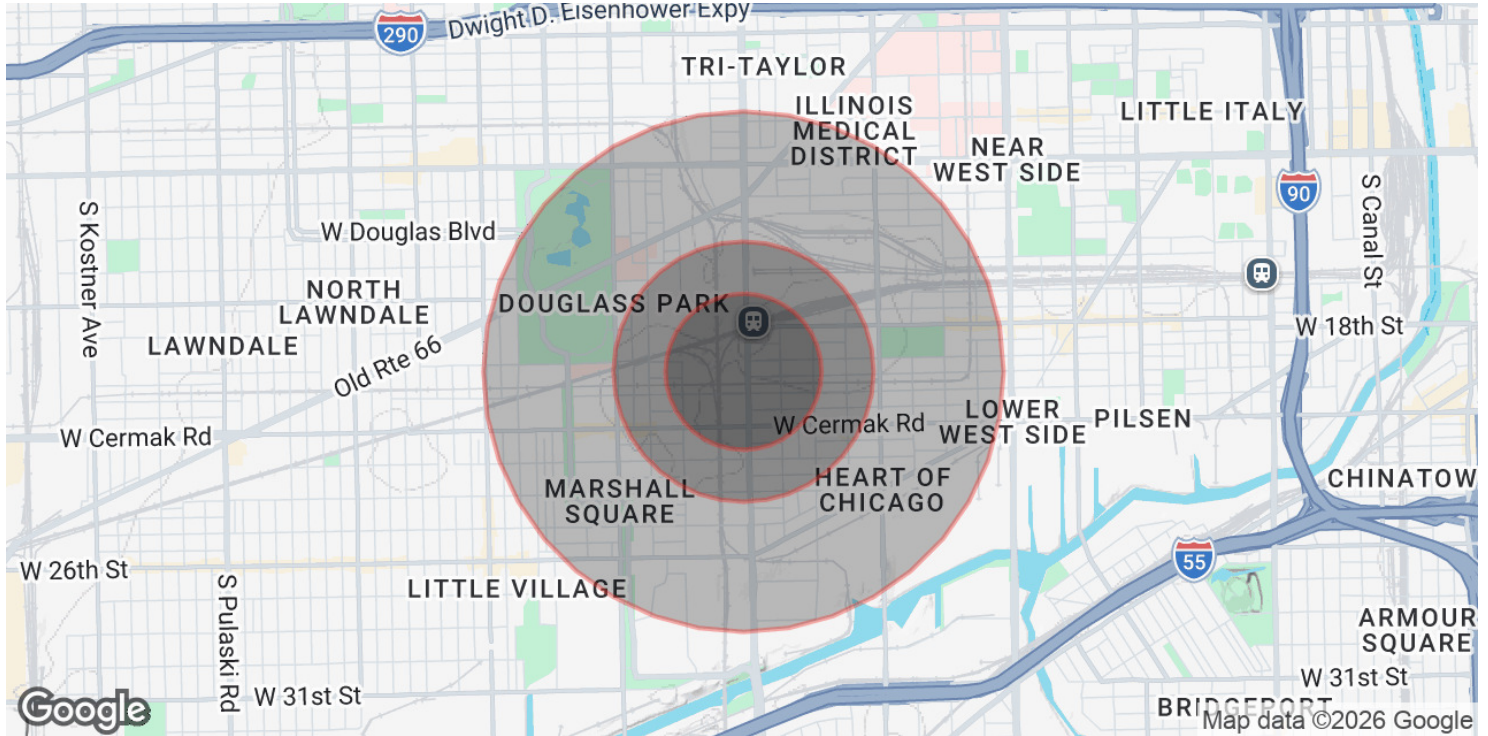 290
Dwight D. Eisenhower Expy
TRI-TAYLOR
ILLINOIS
MEDICAL
DISTRICT
LITTLE ITALY
NEAR
WEST SIDE
90
S Kostner Ave
S Canal St
W Douglas Blvd
NORTH
LAWNDALE
DOUGLASS PARK
LAWNDALE
Old Rte 66
W 18th St
W Cermak Rd
W Cermak Rd
LOWER
WEST SIDE
PILSEN
MARSHALL
SQUARE
HEART OF
CHICAGO
CHINATOW
W 26th St
LITTLE VILLAGE
55
S Pulaski Rd
ARMOUR
SQUARE
W 31st St
W 31st St
BRIDGEPORT
Google
Map data ©2026 Google